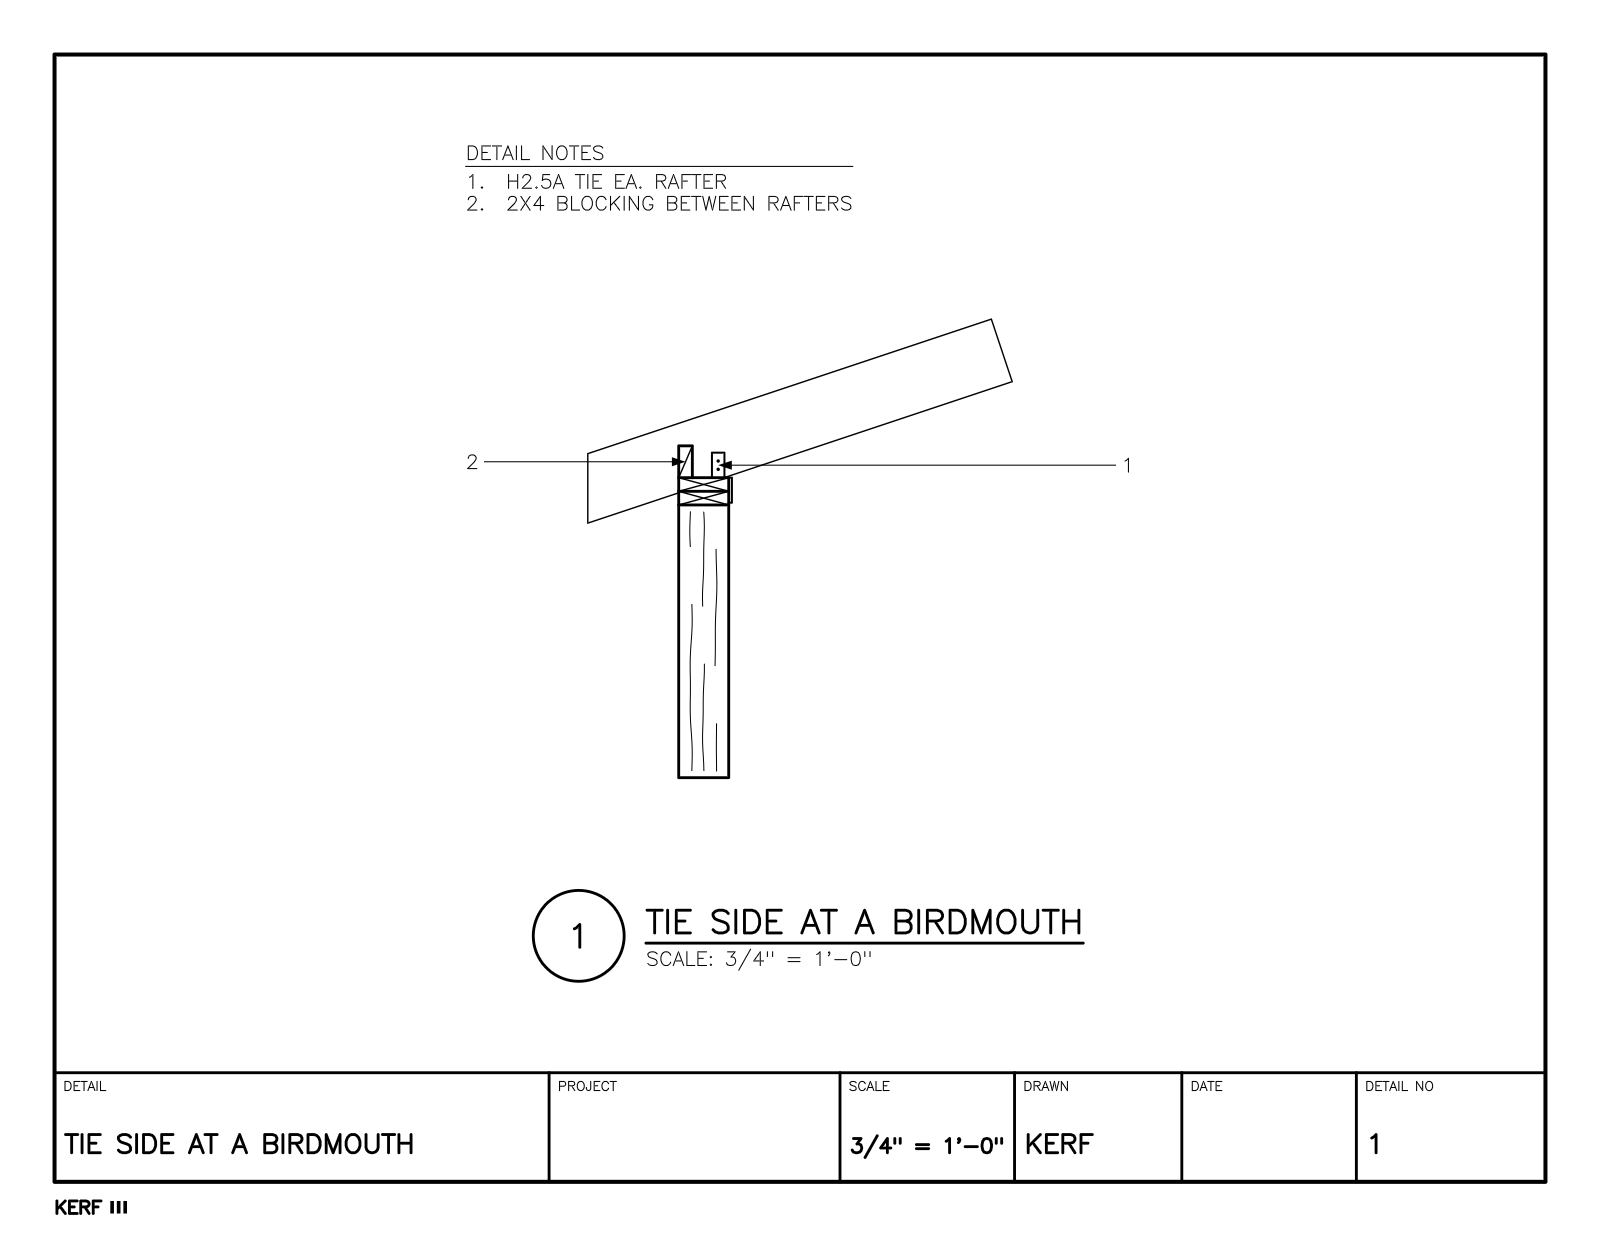 DETAIL NOTES
1. H2.5A TIE EA. RAFTER
2. 2X4 BLOCKING BETWEEN RAFTERS
2
1
1
TIE SIDE AT A BIRDMOUTH
SCALE: 3/4" = 1'-0"
DETAIL
TIE SIDE AT A BIRDMOUTH
PROJECT
SCALE
3/4" = 1'-0"
DRAWN
KERF
DATE
DETAIL NO
1
KERF III